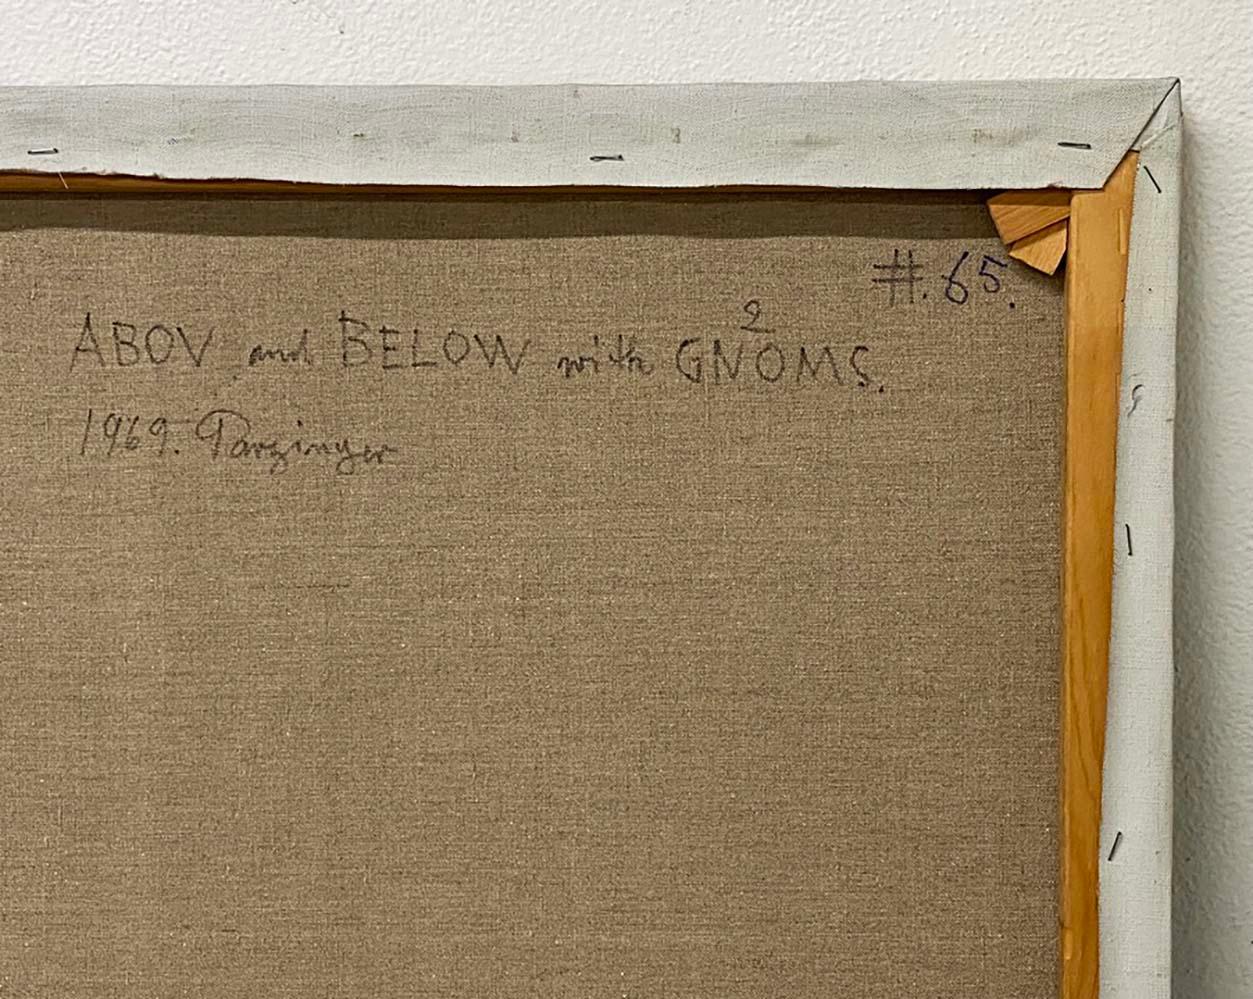 #.65.
2
ABOV and BELOW with GNOMS.
1969. Parzinger